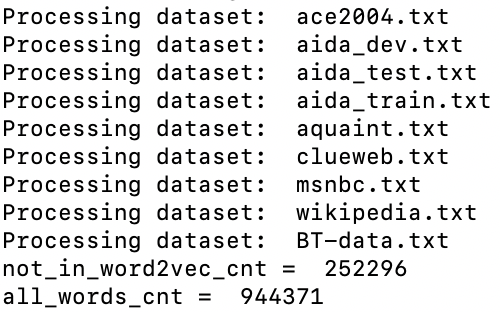 Processing dataset:  ace2004.txt
Processing dataset:  aida_dev.txt
Processing dataset:  aida_test.txt
Processing dataset:  aida_train.txt
Processing dataset:  aquaint.txt
Processing dataset:  clueweb.txt
Processing dataset:  msnbc.txt
Processing dataset:  wikipedia.txt
Processing dataset:  BT-data.txt
not_in_word2vec_cnt =  252296
all_words_cnt =  944371